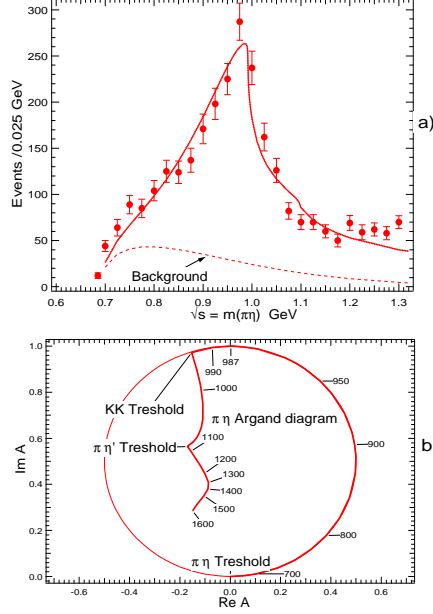 300
250
200
150
100
50
0
Events /0.025 GeV
Background
a)
0.6 0.7 0.8 0.9 1.0 1.1 1.2 1.3
√s = m(πη) GeV
1.0
0.8
0.6
0.4
0.2
0.0
Im A
987
990
1000
950
KK Treshold
π η Argand diagram
π η' Treshold
1100
900
1200
1300
1400
1500
1600
800
π η Treshold
700
b
-0.6 -0.4 -0.2 0.0 0.2 0.4 0.6
Re A